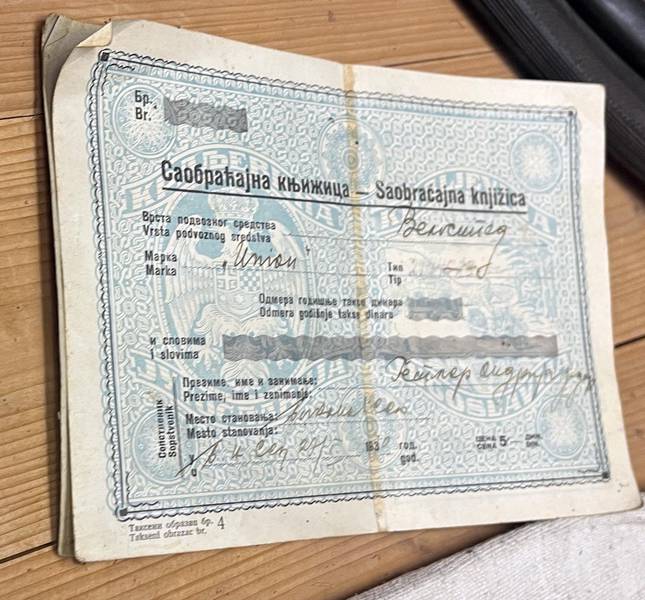 Бр.
Br.
Саобраћајна књижица – Saobraćajna knjižica
Врста подвозног средства
Vrsta podvoznog sredstva
Велосипед
Марка
Marka
„Union"
Тип
Tip
Одмера годишње таксе динара
Odmera godišnje takse dinara
и словима
i slovima
Презиме, име и занимање:
Prezime, ime i zanimanje:
Сопственик
Sopstvenik
Место становања:
Mesto stanovanja:
У
U
193 год.
god.
ЦЕНА 5 ДИН.
CENA DIN.
Таксени образац бр. 4
Takseni obrazac br.